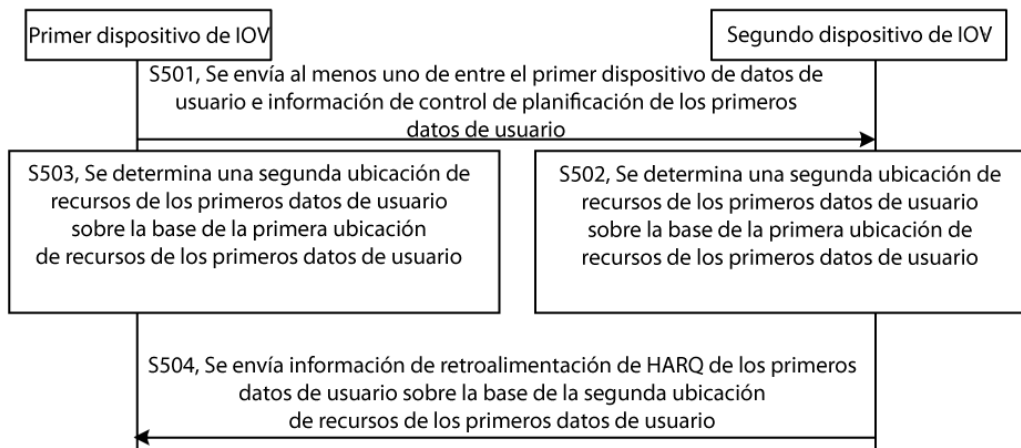 Primer dispositivo de IOV
Segundo dispositivo de IOV
S501, Se envía al menos uno de entre el primer dispositivo de datos de
usuario e información de control de planificación de los primeros
datos de usuario
S503, Se determina una segunda ubicación de
recursos de los primeros datos de usuario
sobre la base de la primera ubicación
de recursos de los primeros datos de usuario
S502, Se determina una segunda ubicación de
recursos de los primeros datos de usuario
sobre la base de la primera ubicación de
recursos de los primeros datos de usuario
S504, Se envía información de retroalimentación de HARQ de los primeros
datos de usuario sobre la base de la segunda ubicación
de recursos de los primeros datos de usuario